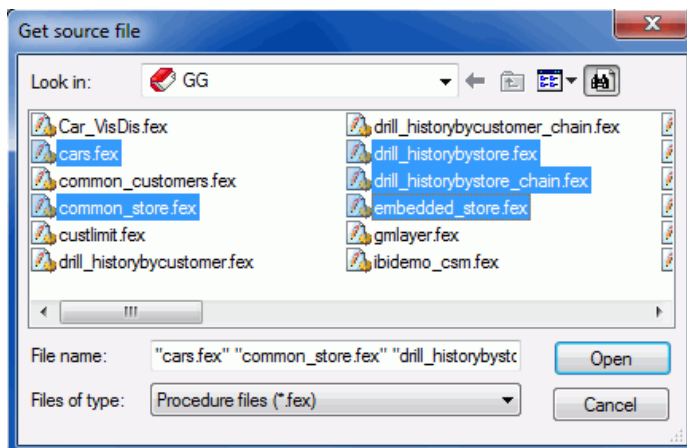 Get source file
Look in: GG
Car_VisDis.fex
cars.fex
common_customers.fex
common_store.fex
custlimit.fex
drill_historybycustomer.fex
drill_historybycustomer_chain.fex
drill_historybystore.fex
drill_historybystore_chain.fex
embedded_store.fex
gmlayer.fex
ibidemo_csm.fex
File name: "cars.fex" "common_store.fex" "drill_historybystc Open
Files of type: Procedure files (*.fex) Cancel